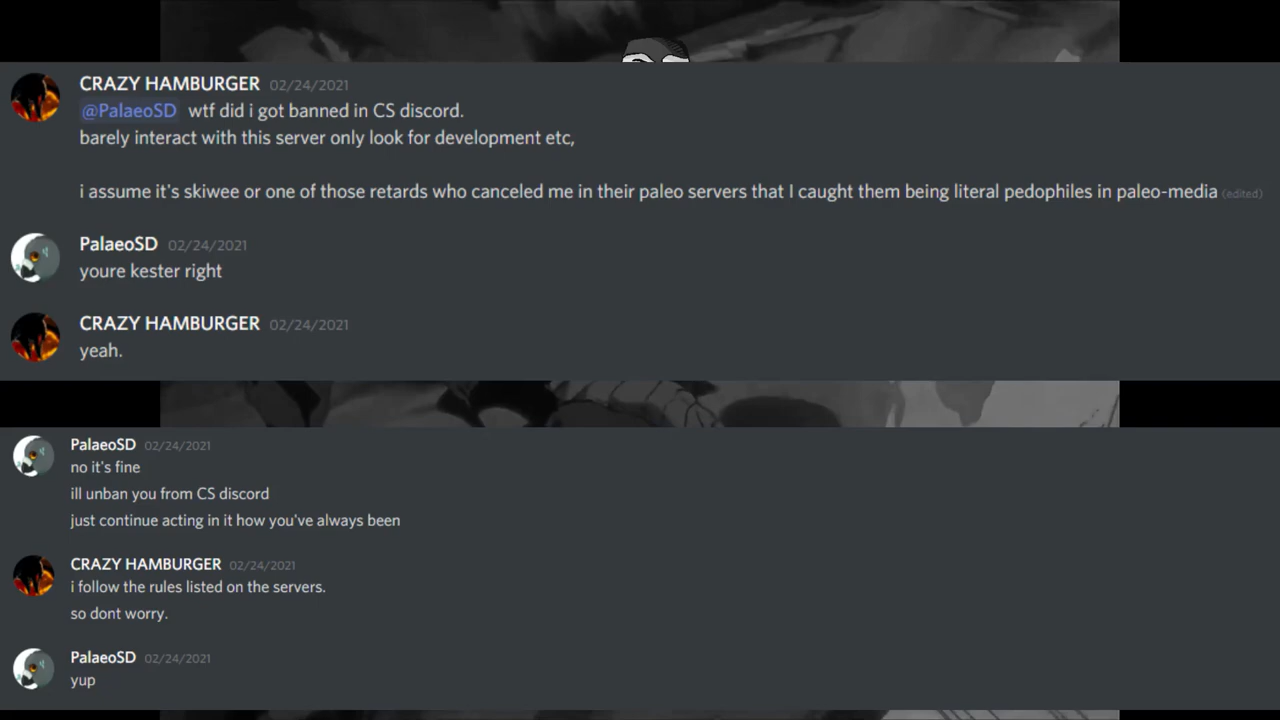 CRAZY HAMBURGER 02/24/2021
@PalaeoSD wtf did i got banned in CS discord.
barely interact with this server only look for development etc,
i assume it's skiwee or one of those retards who canceled me in their paleo servers that I caught them being literal pedophiles in paleo-media (edited)
PalaeoSD 02/24/2021
youre kester right
CRAZY HAMBURGER 02/24/2021
yeah.
PalaeoSD 02/24/2021
no it's fine
ill unban you from CS discord
just continue acting in it how you've always been
CRAZY HAMBURGER 02/24/2021
i follow the rules listed on the servers.
so dont worry.
PalaeoSD 02/24/2021
yup